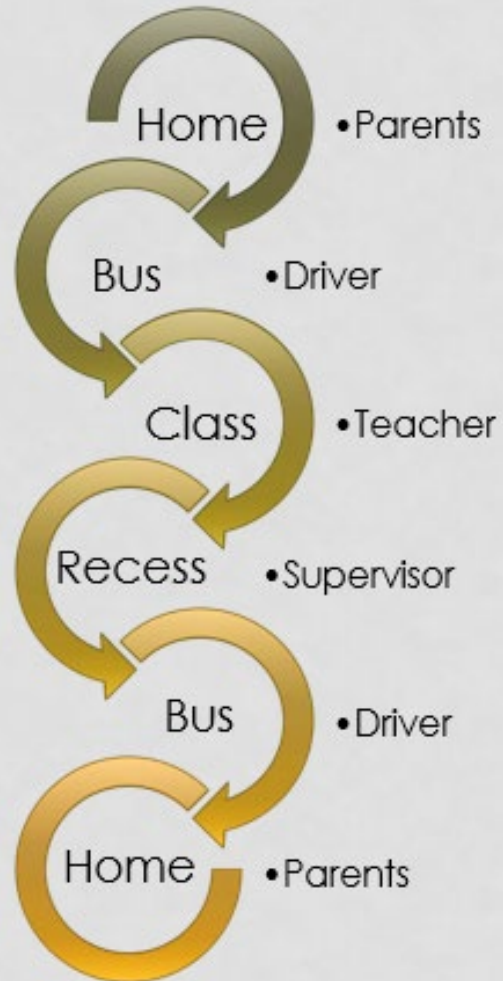 Home •Parents
Bus •Driver
Class •Teacher
Recess •Supervisor
Bus •Driver
Home •Parents